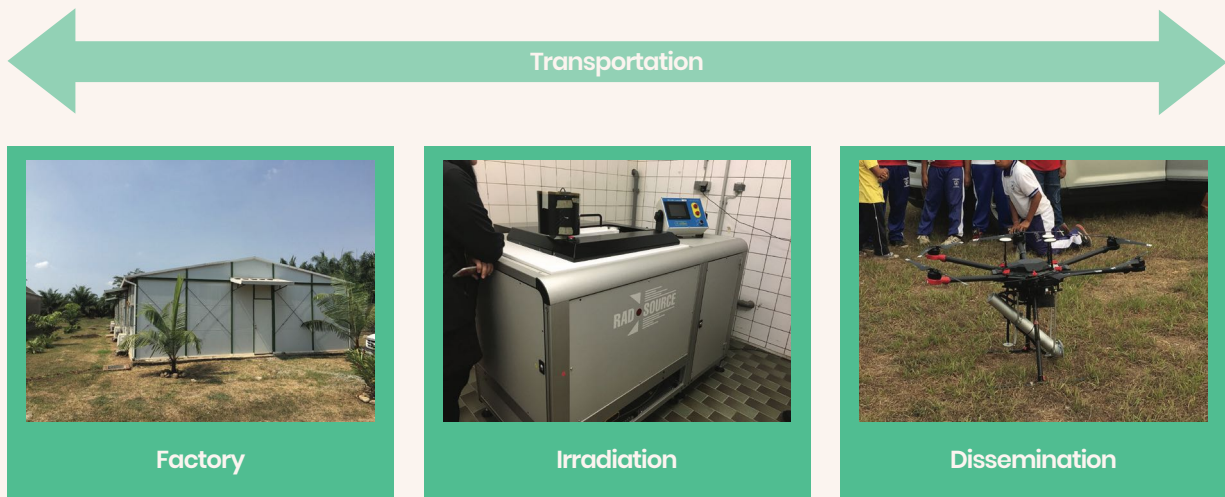 Transportation
RAD SOURCE
Factory
Irradiation
Dissemination